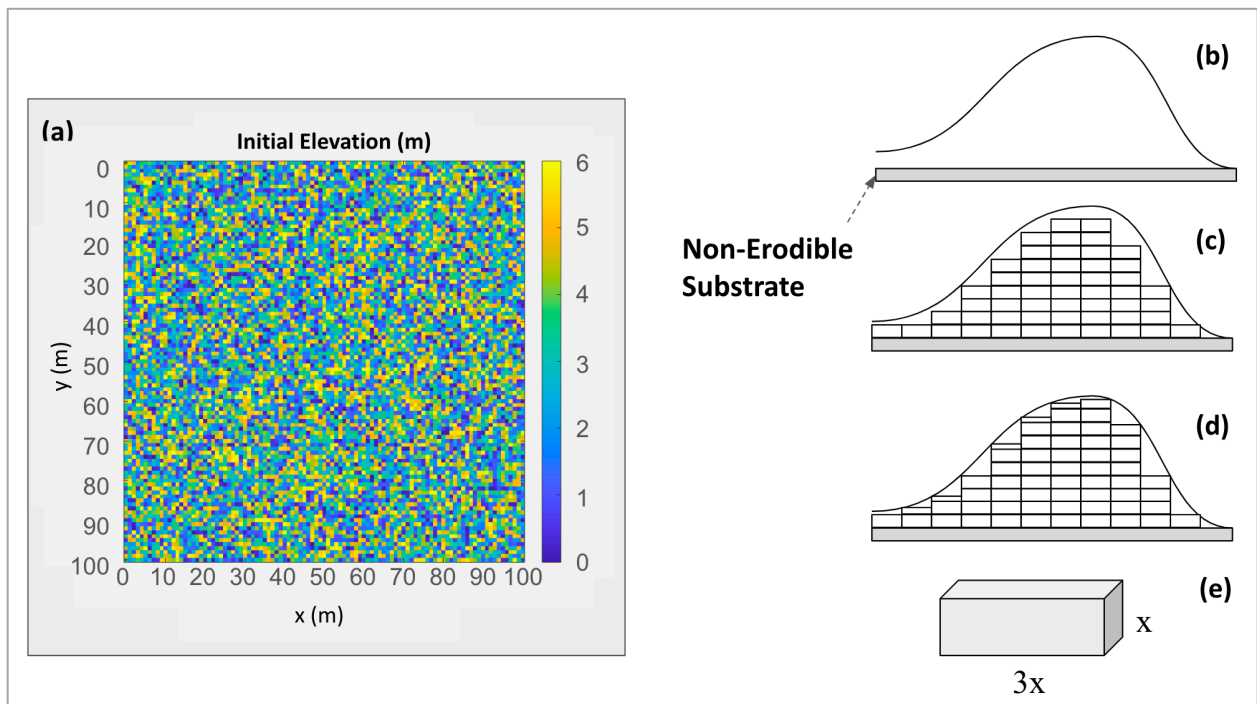 (a)
Initial Elevation (m)
0
10
20
30
40
50
60
70
80
90
100
y (m)
0 10 20 30 40 50 60 70 80 90 100
x (m)
6
5
4
3
2
1
0
(b)
Non-Erodible
Substrate
(c)
(d)
(e)
x
3x